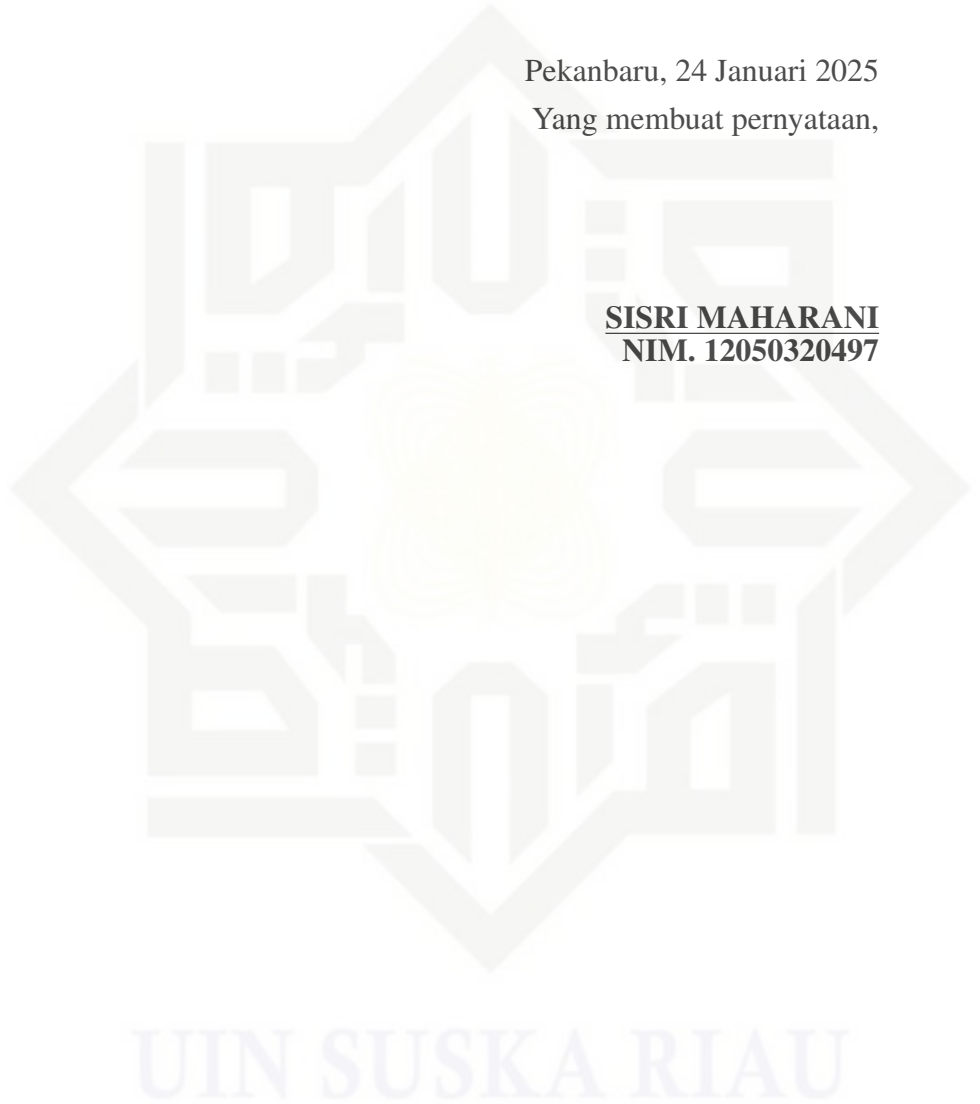 Pekanbaru, 24 Januari 2025
Yang membuat pernyataan,
SISRI MAHARANI
NIM. 12050320497
UIN SUSKA RIAU